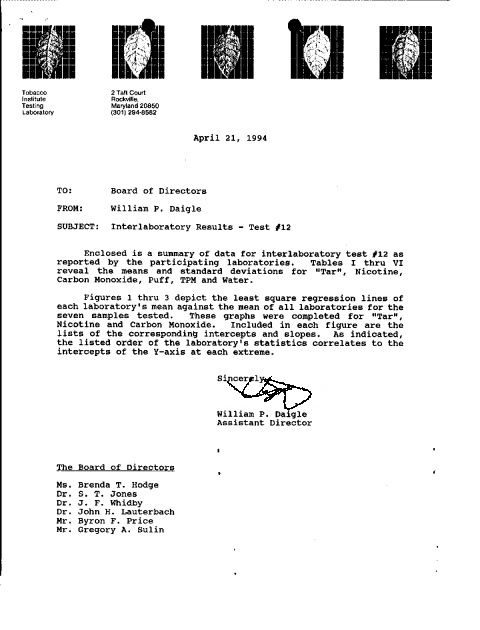 Tobacco
Institute
Testing
Laboratory
2 Taft Court
Rockville,
Maryland 20850
(301) 294-8582
April 21, 1994
TO: Board of Directors
FROM: William P. Daigle
SUBJECT: Interlaboratory Results - Test #12
Enclosed is a summary of data for interlaboratory test #12 as
reported by the participating laboratories. Tables I thru VI
reveal the means and standard deviations for "Tar", Nicotine,
Carbon Monoxide, Puff, TPM and Water.
Figures 1 thru 3 depict the least square regression lines of
each laboratory's mean against the mean of all laboratories for the
seven samples tested. These graphs were completed for "Tar",
Nicotine and Carbon Monoxide. Included in each figure are the
lists of the corresponding intercepts and slopes. As indicated,
the listed order of the laboratory's statistics correlates to the
intercepts of the Y-axis at each extreme.
Sincerely,
William P. Daigle
Assistant Director
The Board of Directors
Ms. Brenda T. Hodge
Dr. S. T. Jones
Dr. J. F. Whidby
Dr. John H. Lauterbach
Mr. Byron F. Price
Mr. Gregory A. Sulin